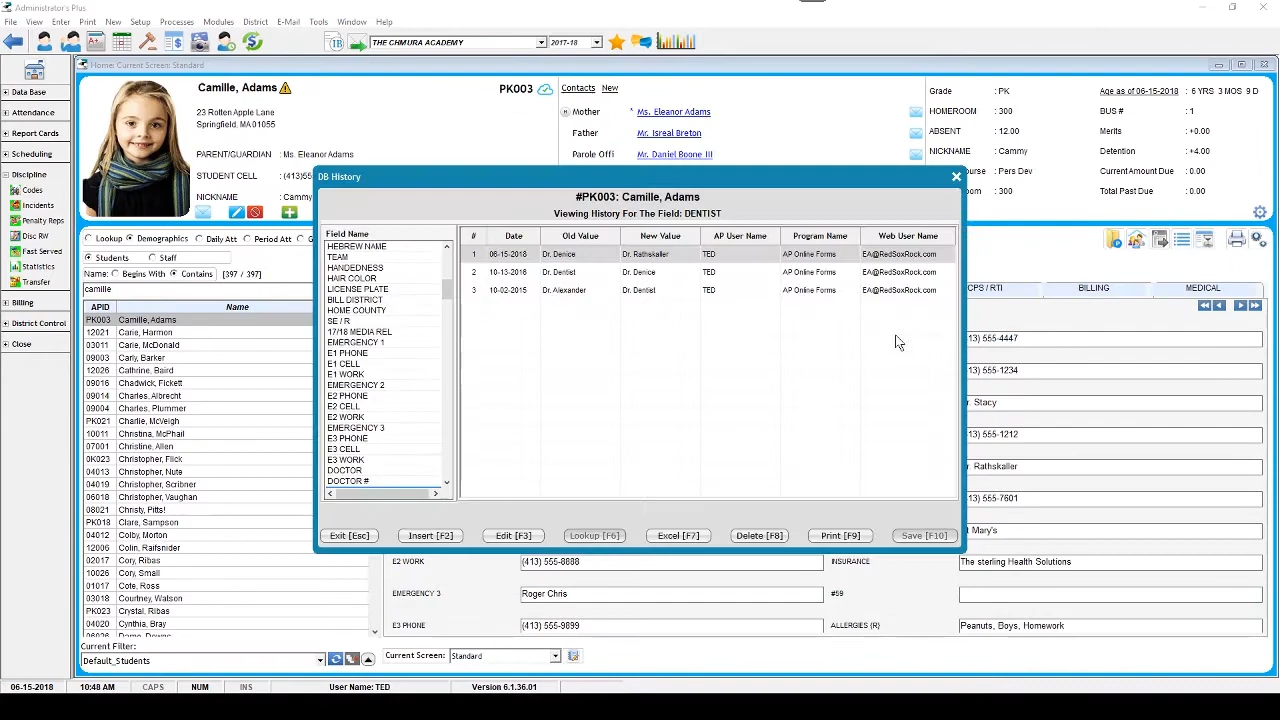 Administrator's Plus
File View Enter Print New Setup Processes Modules District E-Mail Tools Window Help
THE CHMURA ACADEMY 2017-18
Home: Current Screen: Standard
Data Base
Attendance
Report Cards
Scheduling
Discipline
Codes
Incidents
Penalty Reps
Disc RW
Fast Served
Statistics
Transfer
Billing
District Control
Close
Camille, Adams PK003
23 Rotten Apple Lane
Springfield, MA 01055
PARENT/GUARDIAN : Ms. Eleanor Adams
STUDENT CELL : (413)55
NICKNAME : Cammy
Contacts New
Mother * Ms. Eleanor Adams
Father Mr. Isreal Breton
Parole Offi Mr. Daniel Boone III
Grade : PK Age as of 06-15-2018 : 6 YRS 3 MOS 9 D
HOMEROOM : 300 BUS # : 1
ABSENT : 12.00 Merits : +0.00
NICKNAME : Cammy Detention : +4.00
ourse : Pers Dev Days Present : 0.00
: 300 Total Past Due : 0.00
Lookup Demographics Daily Att Period Att G
Students Staff
Name: Begins With Contains [397 / 397]
camille
APID Name
PK003 Camille, Adams
12021 Carie, Harmon
03011 Carie, McDonald
09003 Carly, Barker
12026 Cathrine, Baird
09016 Chadwick, Fickett
09014 Charles, Albrecht
09004 Charles, Plummer
PK021 Charlie, McVeigh
10011 Christina, McPhail
07001 Christine, Allen
0K023 Christopher, Flick
04013 Christopher, Nute
04019 Christopher, Scribner
06018 Christopher, Vaughan
08021 Christy, Pitts!
PK018 Clare, Sampson
04012 Colby, Morton
12006 Colin, Raifsnider
02017 Cory, Ribas
10026 Cory, Small
01017 Cote, Ross
03018 Courtney, Watson
PK023 Crystal, Ribas
04020 Cynthia, Bray
Current Filter:
Default_Students
Current Screen: Standard
DB History
#PK003: Camille, Adams
Viewing History For The Field: DENTIST
Field Name
HEBREW NAME
TEAM
HANDEDNESS
HAIR COLOR
LICENSE PLATE
BILL DISTRICT
HOME COUNTY
SE / R
17/18 MEDIA REL
EMERGENCY 1
E1 PHONE
E1 CELL
E1 WORK
EMERGENCY 2
E2 PHONE
E2 CELL
E2 WORK
EMERGENCY 3
E3 PHONE
E3 CELL
E3 WORK
DOCTOR
DOCTOR #
# Date Old Value New Value AP User Name Program Name Web User Name
1 06-15-2018 Dr. Denice Dr. Rathskaller TED AP Online Forms EA@RedSoxRock.com
2 10-13-2016 Dr. Dentist Dr. Denice TED AP Online Forms EA@RedSoxRock.com
3 10-02-2015 Dr. Alexander Dr. Dentist TED AP Online Forms EA@RedSoxRock.com
Exit [Esc] Insert [F2] Edit [F3] Lookup [F6] Excel [F7] Delete [F8] Print [F9] Save [F10]
CPS / RTI BILLING MEDICAL
13) 555-4447
13) 555-1234
r. Stacy
13) 555-1212
r. Rathskaller
13) 555-7601
t Mary's
E2 WORK (413) 555-8888 INSURANCE The sterling Health Solutions
EMERGENCY 3 Roger Chris #59
E3 PHONE (413) 555-9899 ALLERGIES {R} Peanuts, Boys, Homework
06-15-2018 10:48 AM CAPS NUM INS User Name: TED Version 6.1.36.01